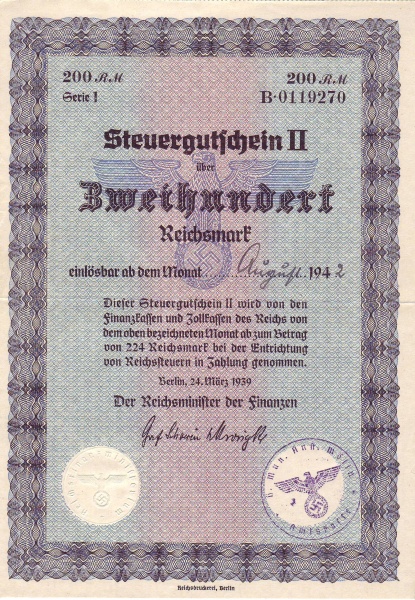 200 R.M 200 R.M
Serie I B·0119270
Steuergutschein II
über
Zweihundert
Reichsmark
einlösbar ab dem Monat August 1942
Dieser Steuergutschein II wird von den
Finanzkassen und Zollkassen des Reichs von
dem oben bezeichneten Monat ab zum Betrag
von 224 Reichsmark bei der Entrichtung
von Reichssteuern in Zahlung genommen.
Berlin, 24. März 1939
Der Reichsminister der Finanzen
Reichsdruckerei, Berlin